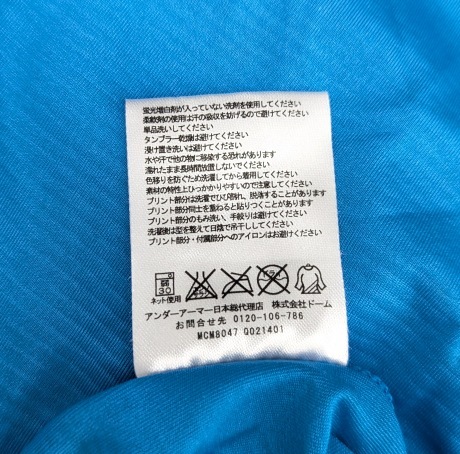 蛍光増白剤が入っていない洗剤を使用してください
柔軟剤の使用は汗の吸収を妨げるので避けてください
単品洗いしてください
タンブラー乾燥は避けてください
浸け置き洗いは避けてください
水や汗で他の物に移染する恐れがあります
濡れたまま長時間放置しないでください
色移りを防ぐため洗濯してから着用してください
素材の特性上ひっかかりやすいので注意してください
プリント部分は洗濯でひび割れ、脱落することがあります
プリント部分同士を重ねると貼りつくことがあります
プリント部分のもみ洗い、手絞りは避けてください
洗濯後は型を整えて日陰で吊干ししてください
プリント部分・付属部分へのアイロンはお避けください
30
ネット使用
アンダーアーマー日本総代理店 株式会社ドーム
お問合せ先 0120-106-786
MCM8047 QO21401